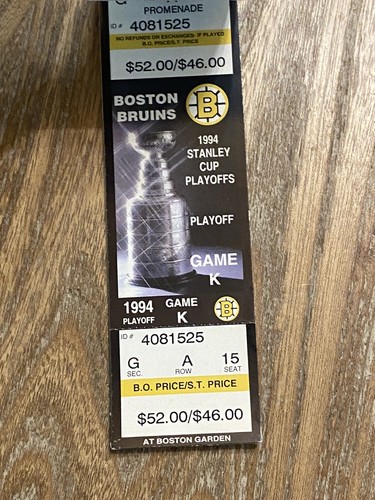 G
PROMENADE
ID # 4081525
NO REFUNDS OR EXCHANGES: IF PLAYED
B.O. PRICE/S.T. PRICE
$52.00/$46.00
BOSTON
BRUINS
B
1994
STANLEY
CUP
PLAYOFFS
PLAYOFF
GAME
K
1994
PLAYOFF
GAME
K
B
ID # 4081525
G A 15
SEC. ROW SEAT
B.O. PRICE/S.T. PRICE
$52.00/$46.00
AT BOSTON GARDEN